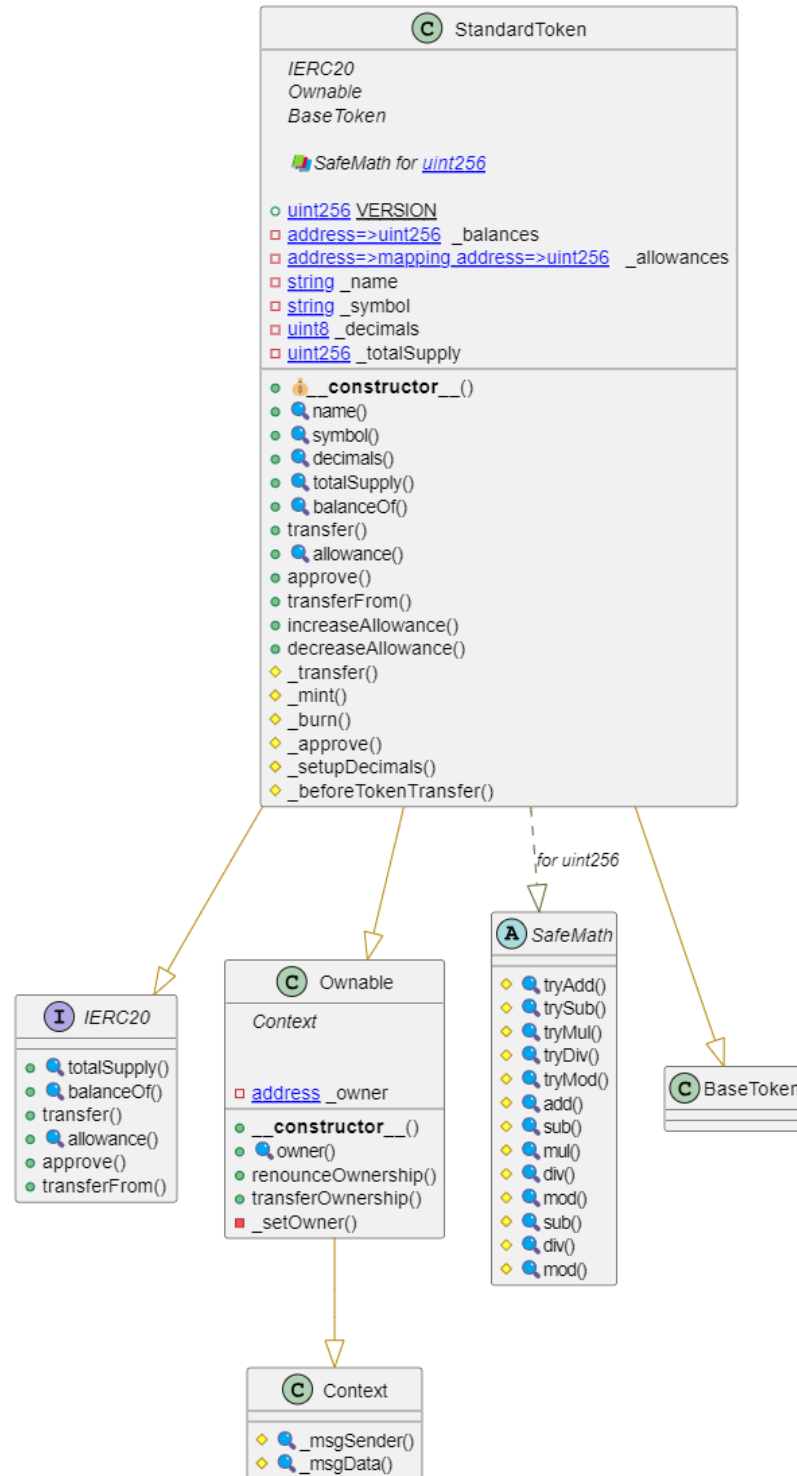 C StandardToken
IERC20
Ownable
BaseToken
SafeMath for uint256
uint256 VERSION
address=>uint256 _balances
address=>mapping address=>uint256 _allowances
string _name
string _symbol
uint8 _decimals
uint256 _totalSupply
__constructor__()
name()
symbol()
decimals()
totalSupply()
balanceOf()
transfer()
allowance()
approve()
transferFrom()
increaseAllowance()
decreaseAllowance()
_transfer()
_mint()
_burn()
_approve()
_setupDecimals()
_beforeTokenTransfer()
for uint256
I IERC20
totalSupply()
balanceOf()
transfer()
allowance()
approve()
transferFrom()
C Ownable
Context
address _owner
__constructor__()
owner()
renounceOwnership()
transferOwnership()
_setOwner()
A SafeMath
tryAdd()
trySub()
tryMul()
tryDiv()
tryMod()
add()
sub()
mul()
div()
mod()
sub()
div()
mod()
C BaseToken
C Context
_msgSender()
_msgData()